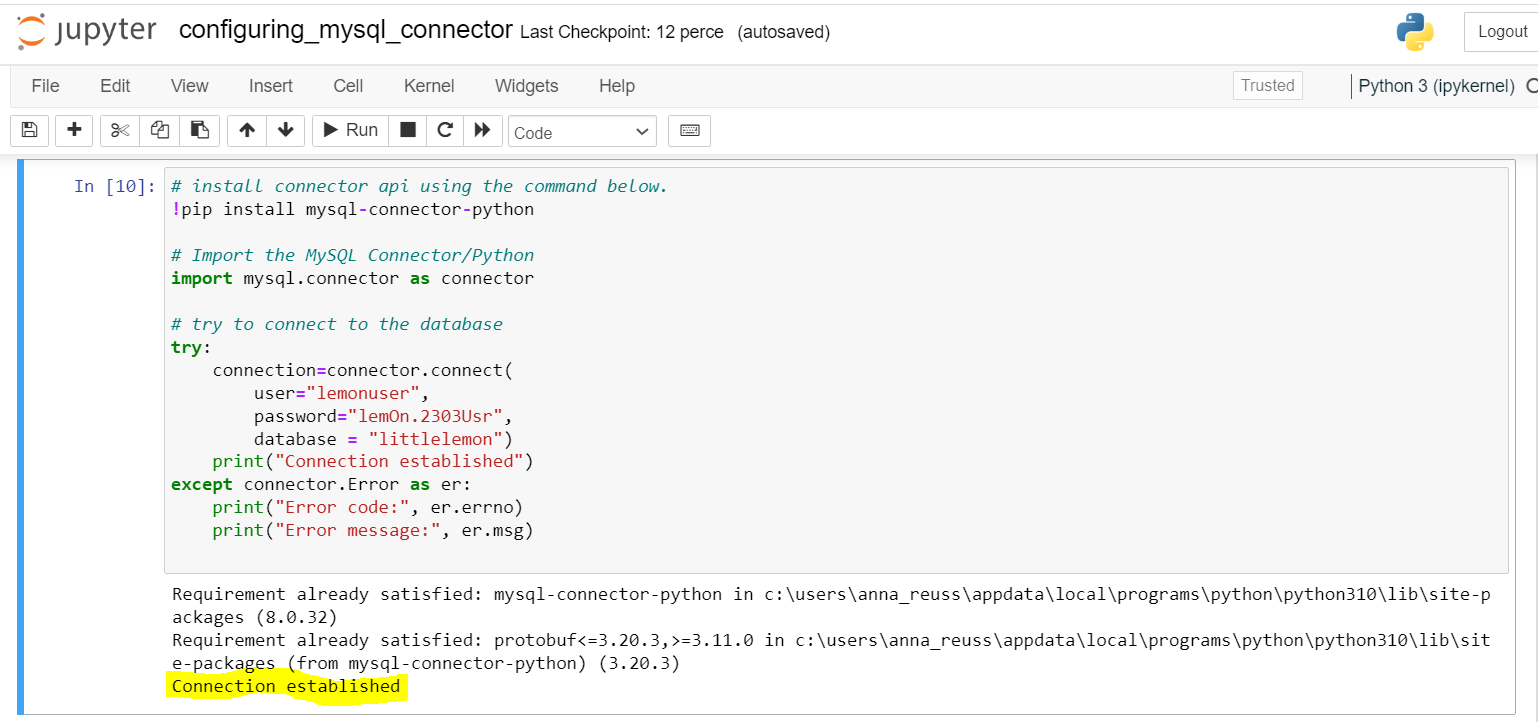 jupyter configuring_mysql_connector Last Checkpoint: 12 perce (autosaved) Logout
File Edit View Insert Cell Kernel Widgets Help Trusted Python 3 (ipykernel)
Run Code
In [10]: # install connector api using the command below.
!pip install mysql-connector-python
# Import the MySQL Connector/Python
import mysql.connector as connector
# try to connect to the database
try:
    connection=connector.connect(
        user="lemonuser",
        password="lemOn.2303Usr",
        database = "littlelemon")
    print("Connection established")
except connector.Error as er:
    print("Error code:", er.errno)
    print("Error message:", er.msg)
Requirement already satisfied: mysql-connector-python in c:\users\anna_reuss\appdata\local\programs\python\python310\lib\site-p
ackages (8.0.32)
Requirement already satisfied: protobuf<=3.20.3,>=3.11.0 in c:\users\anna_reuss\appdata\local\programs\python\python310\lib\sit
e-packages (from mysql-connector-python) (3.20.3)
Connection established